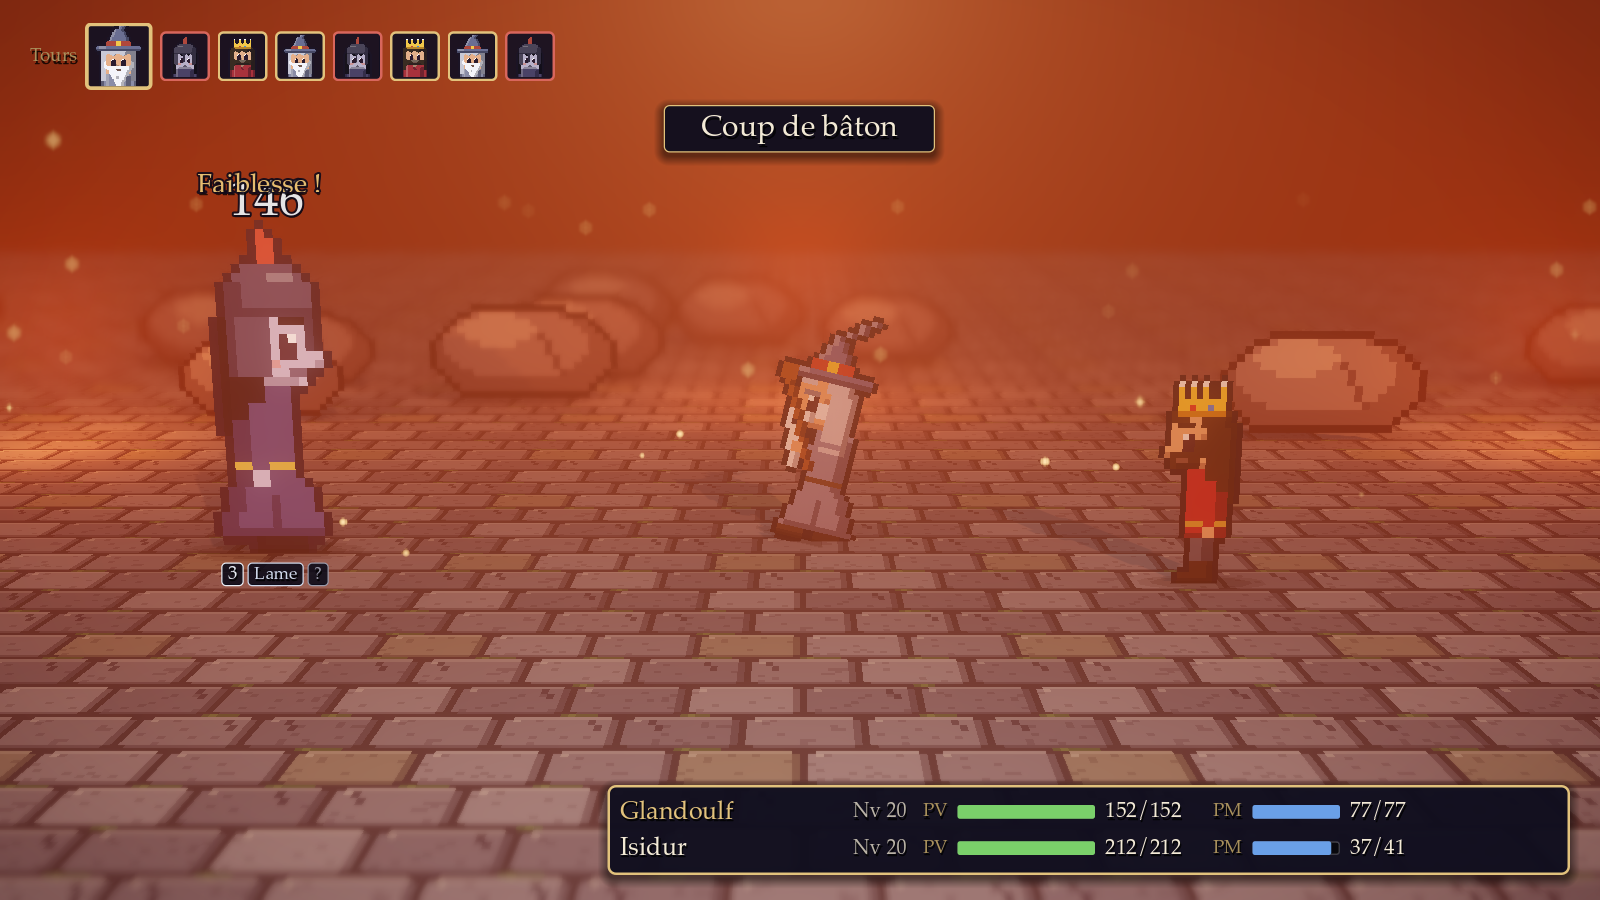 Tours
Coup de bâton
Faiblesse !
146
3 Lame ?
Glandoulf Nv 20 PV 152/152 PM 77/77
Isidur Nv 20 PV 212/212 PM 37/41